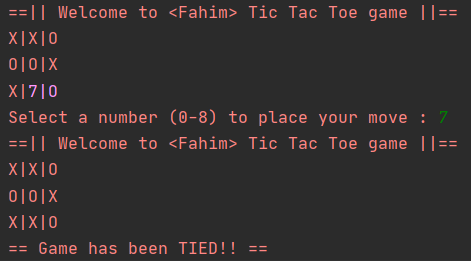 ==|| Welcome to <Fahim> Tic Tac Toe game ||==
X|X|O
O|O|X
X|7|O
Select a number (0-8) to place your move : 7
==|| Welcome to <Fahim> Tic Tac Toe game ||==
X|X|O
O|O|X
X|X|O
== Game has been TIED!! ==